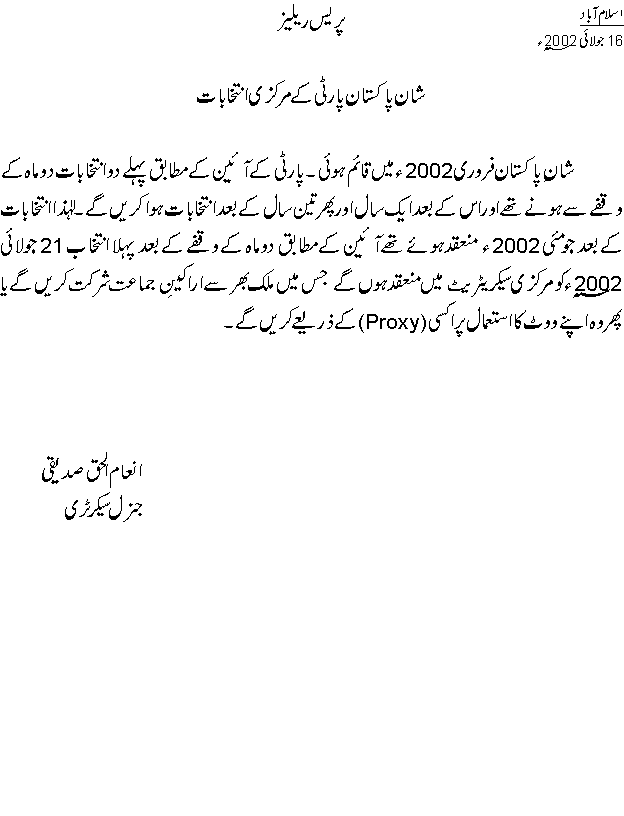 اسلام آباد
16 جولائی 2002ء
پریس ریلیز
شان پاکستان پارٹی کے مرکزی انتخابات
شان پاکستان فروری 2002ء میں قائم ہوئی۔ پارٹی کے آئین کے مطابق پہلے دو انتخابات دو ماہ کے
وقفے سے ہونے تھے اور اس کے بعد ایک سال اور پھر تین سال کے بعد انتخابات ہوا کریں گے۔ لہٰذا انتخابات
کے بعد جو مئی 2002ء منعقد ہوئے تھے آئین کے مطابق دو ماہ کے وقفے کے بعد پہلا انتخاب 21 جولائی
2002ء کو مرکزی سیکریٹریٹ میں منعقد ہوں گے جس میں ملک بھر سے اراکینِ جماعت شرکت کریں گے یا
پھر وہ اپنے ووٹ کا استعمال پراکسی (Proxy) کے ذریعے کریں گے۔
انعام الحق صدیقی
جنرل سیکرٹری